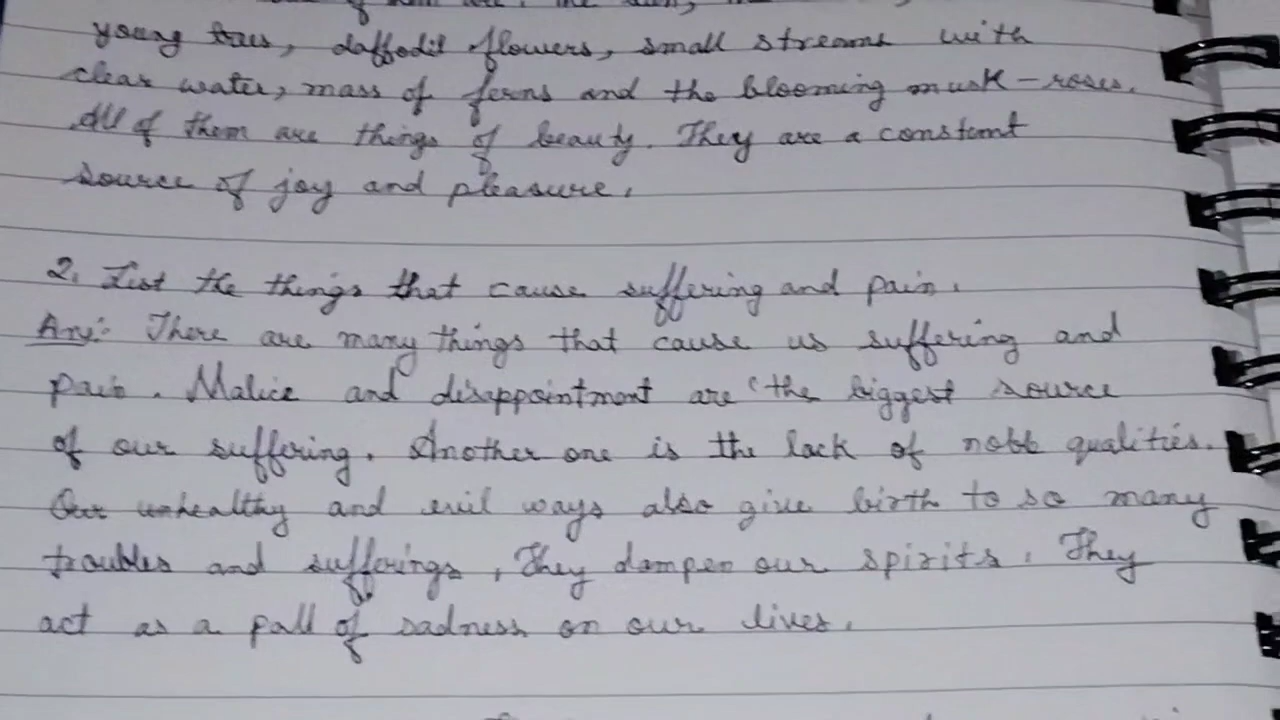 young trees, daffodil flowers, small streams with
clear water, mass of ferns and the blooming musk-roses.
All of them are things of beauty. They are a constant
source of joy and pleasure.
2. List the things that cause suffering and pain.
Ans: There are many things that cause us suffering and
pain. Malice and disappointment are the biggest source
of our suffering. Another one is the lack of noble qualities.
Our unhealthy and evil ways also give birth to so many
troubles and sufferings, They dampen our spirits. They
act as a pall of sadness on our lives.